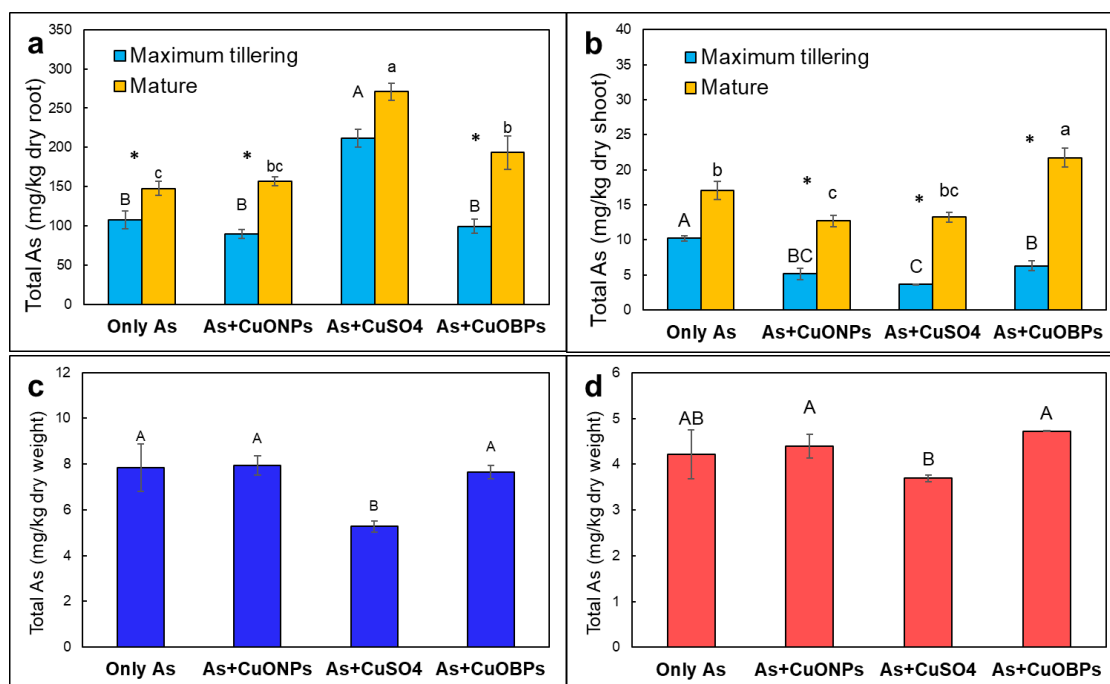 a
Maximum tillering
Mature
Total As (mg/kg dry root)
350
300
250
200
150
100
50
0
* B c
* B bc
A a
* B b
Only As As+CuONPs As+CuSO4 As+CuOBPs
b
Maximum tillering
Mature
Total As (mg/kg dry shoot)
40
35
30
25
20
15
10
5
0
A b
BC * c
C * bc
B * a
Only As As+CuONPs As+CuSO4 As+CuOBPs
c
Total As (mg/kg dry weight)
12
10
8
6
4
2
0
A A B A
Only As As+CuONPs As+CuSO4 As+CuOBPs
d
Total As (mg/kg dry weight)
6
5
4
3
2
1
0
AB A B A
Only As As+CuONPs As+CuSO4 As+CuOBPs